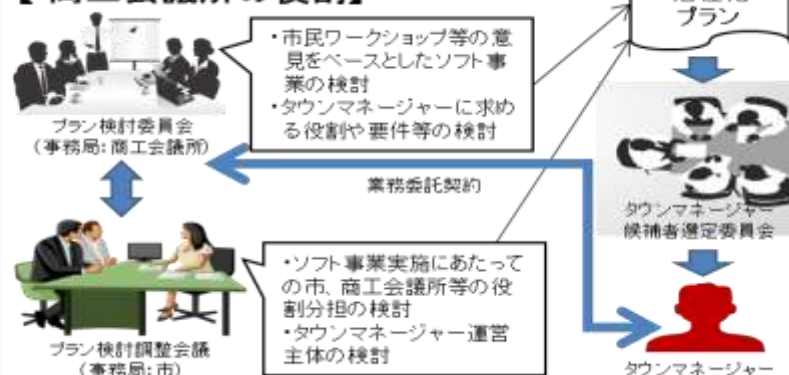 【商工会議所の役割】
プラン
・市民ワークショップ等の意
見をベースとしたソフト事
業の検討
・タウンマネージャーに求め
る役割や要件等の検討
プラン検討委員会
（事務局：商工会議所）
業務委託契約
タウンマネージャー
候補者選定委員会
・ソフト事業実施にあたって
の市、商工会議所等の役
割分担の検討
・タウンマネージャー運営
主体の検討
プラン検討調整会議
（事務局：市）
タウンマネージャー